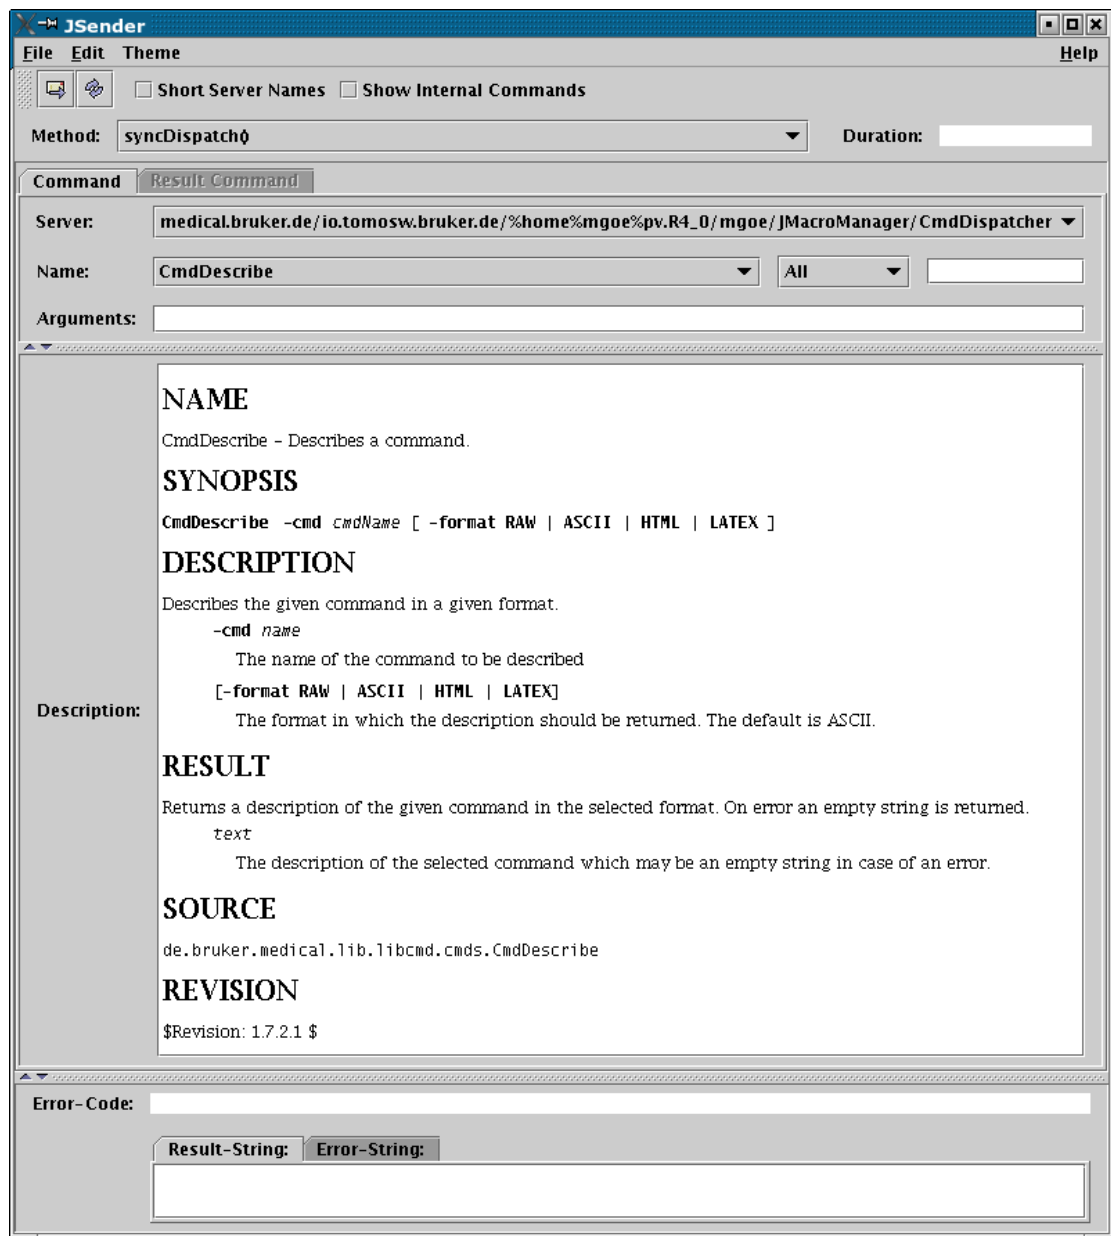 JSender
File Edit Theme Help
Short Server Names Show Internal Commands
Method: syncDispatch() Duration:
Command Result Command
Server: medical.bruker.de/io.tomosw.bruker.de/%home%mgoe%pv.R4_0/mgoe/JMacroManager/CmdDispatcher
Name: CmdDescribe All
Arguments:
NAME
CmdDescribe - Describes a command.
SYNOPSIS
CmdDescribe -cmd cmdName [ -format RAW | ASCII | HTML | LATEX ]
DESCRIPTION
Describes the given command in a given format.
-cmd name
The name of the command to be described
[-format RAW | ASCII | HTML | LATEX]
Description:
The format in which the description should be returned. The default is ASCII.
RESULT
Returns a description of the given command in the selected format. On error an empty string is returned.
text
The description of the selected command which may be an empty string in case of an error.
SOURCE
de.bruker.medical.lib.libcmd.cmds.CmdDescribe
REVISION
$Revision: 1.7.2.1 $
Error-Code:
Result-String: Error-String: